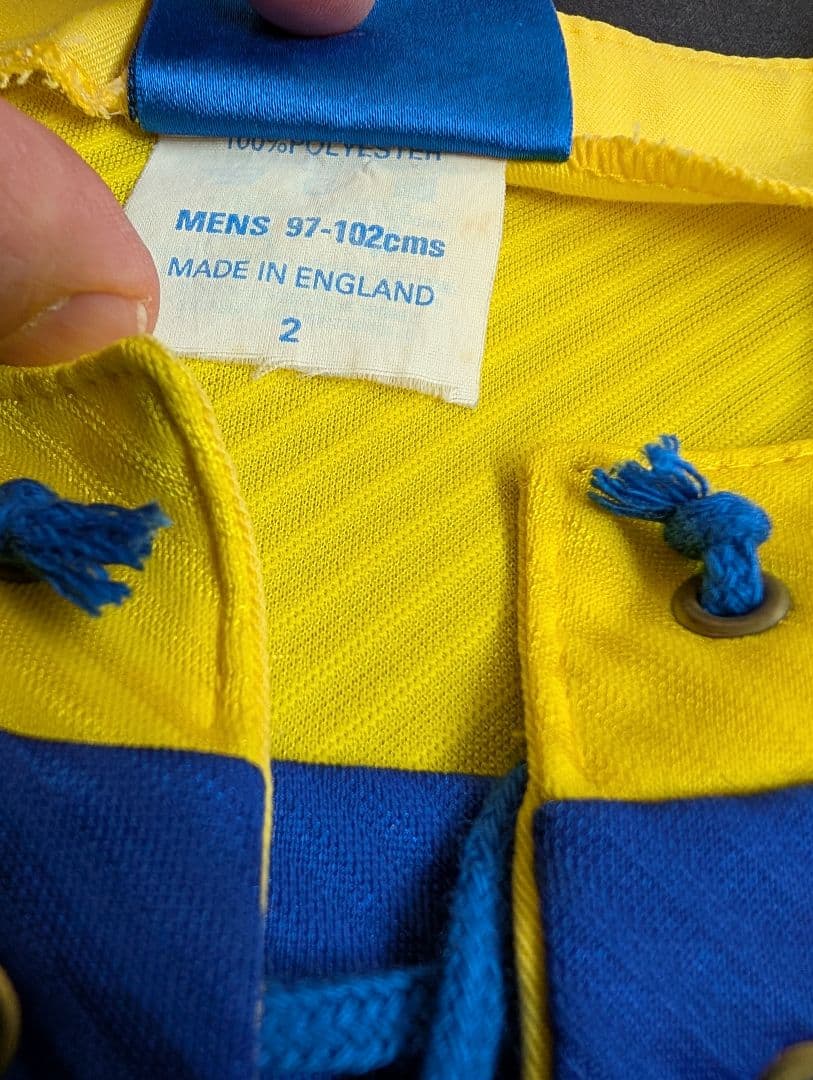 100%POLYESTER
MENS 97-102cms
MADE IN ENGLAND
2